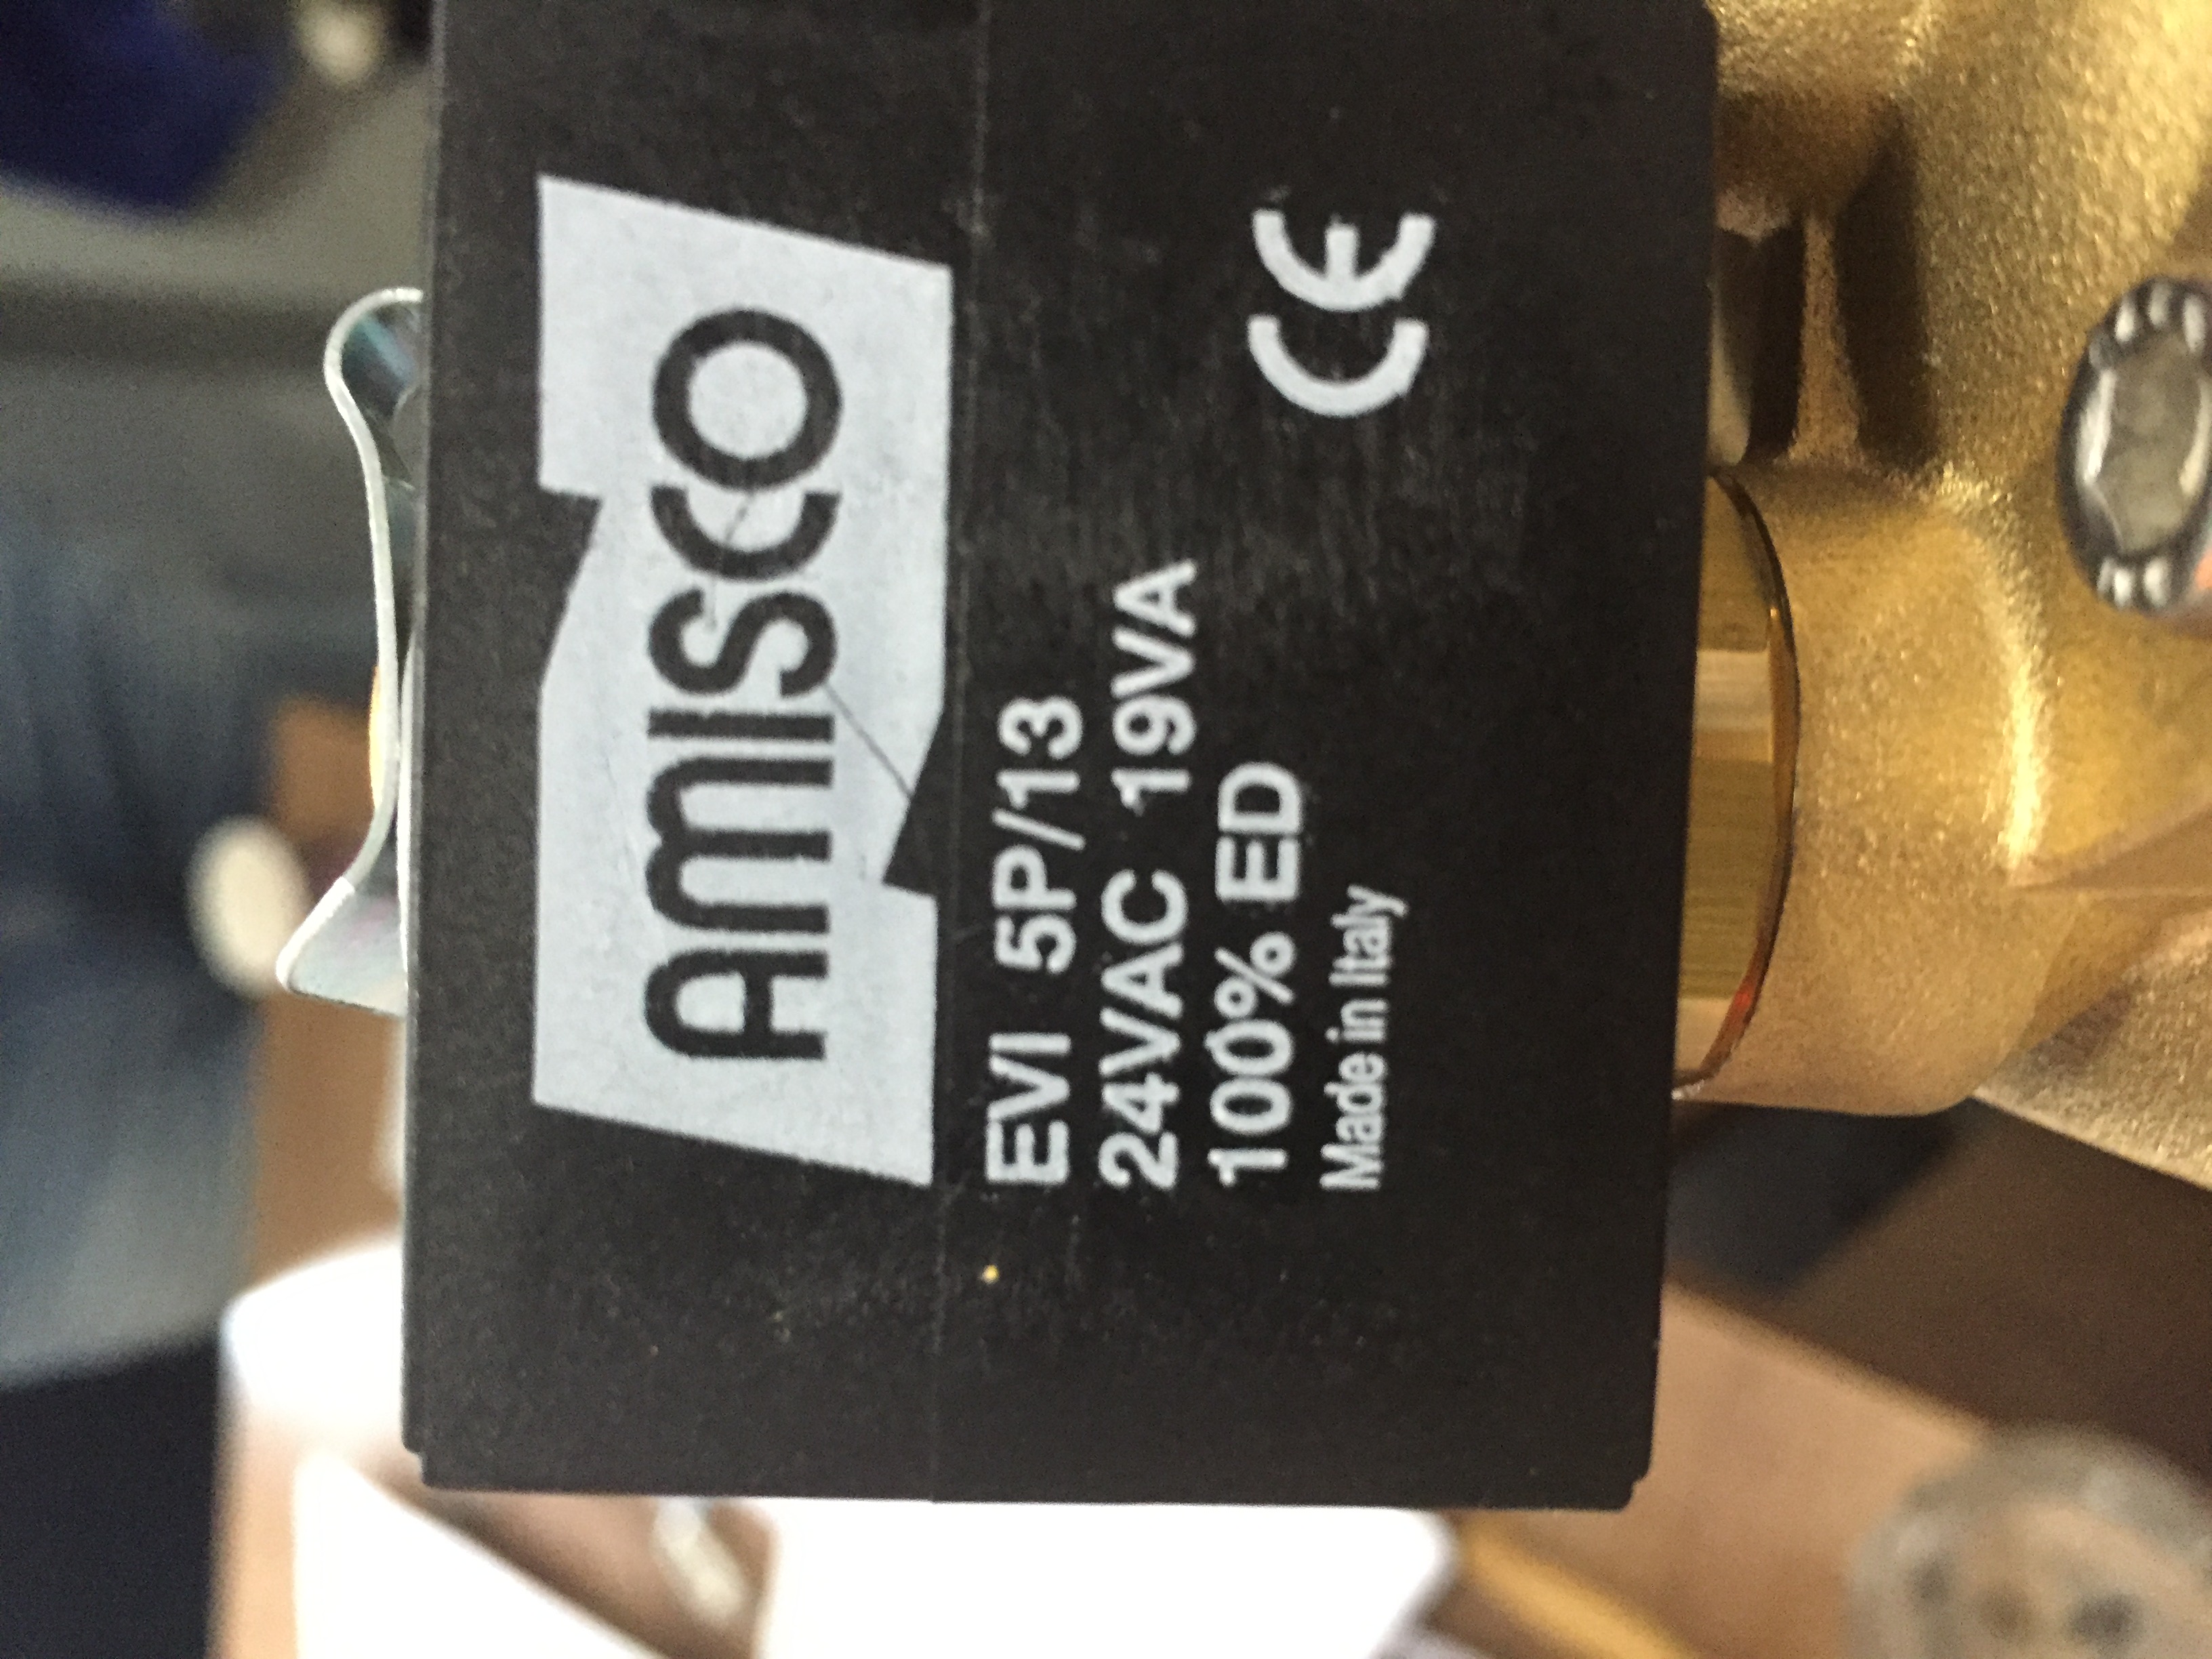 AMISCO
EVI 5P/13
24VAC 19VA
100% ED
Made in Italy
CE